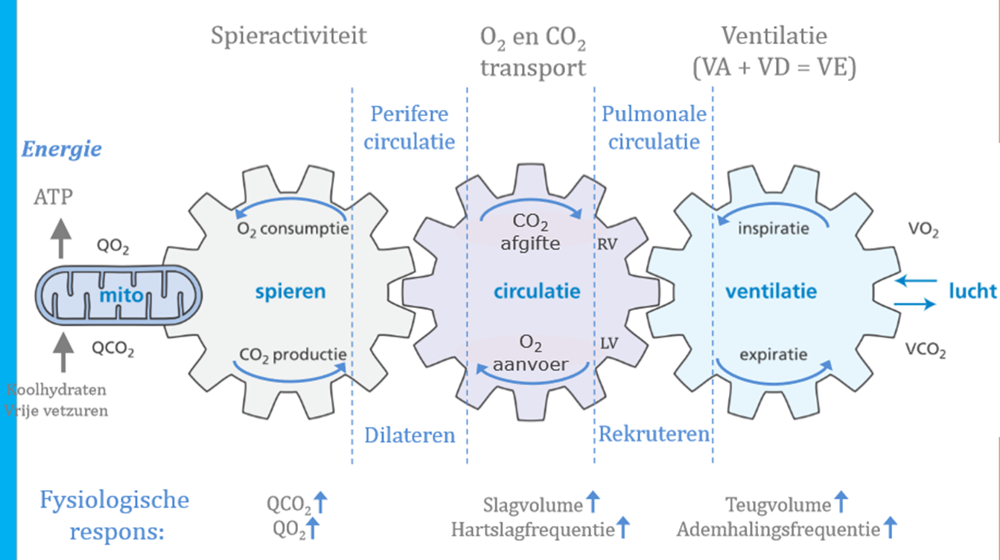 Spieractiviteit
O₂ en CO₂
transport
Ventilatie
(VA + VD = VE)
Perifere
circulatie
Pulmonale
circulatie
Energie
ATP
QO₂
mito
QCO₂
Koolhydraten
Vrije vetzuren
O₂ consumptie
spieren
CO₂ productie
CO₂
afgifte
RV
circulatie
LV
O₂
aanvoer
inspiratie
ventilatie
expiratie
VO₂
lucht
VCO₂
Dilateren
Rekruteren
Fysiologische
respons:
QCO₂
QO₂
Slagvolume
Hartslagfrequentie
Teugvolume
Ademhalingsfrequentie